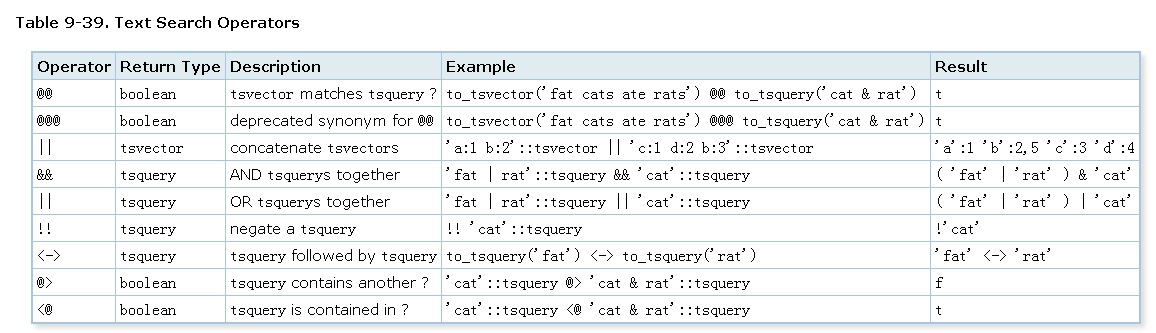 Table 9-39. Text Search Operators
Operator Return Type Description Example Result
@@ boolean tsvector matches tsquery ? to_tsvector('fat cats ate rats') @@ to_tsquery('cat & rat') t
@@@ boolean deprecated synonym for @@ to_tsvector('fat cats ate rats') @@@ to_tsquery('cat & rat') t
|| tsvector concatenate tsvectors 'a:1 b:2'::tsvector || 'c:1 d:2 b:3'::tsvector 'a':1 'b':2,5 'c':3 'd':4
&& tsquery AND tsquerys together 'fat | rat'::tsquery && 'cat'::tsquery ( 'fat' | 'rat' ) & 'cat'
|| tsquery OR tsquerys together 'fat | rat'::tsquery || 'cat'::tsquery ( 'fat' | 'rat' ) | 'cat'
!! tsquery negate a tsquery !! 'cat'::tsquery !'cat'
<-> tsquery tsquery followed by tsquery to_tsquery('fat') <-> to_tsquery('rat') 'fat' <-> 'rat'
@> boolean tsquery contains another ? 'cat'::tsquery @> 'cat & rat'::tsquery f
<@ boolean tsquery is contained in ? 'cat'::tsquery <@ 'cat & rat'::tsquery t